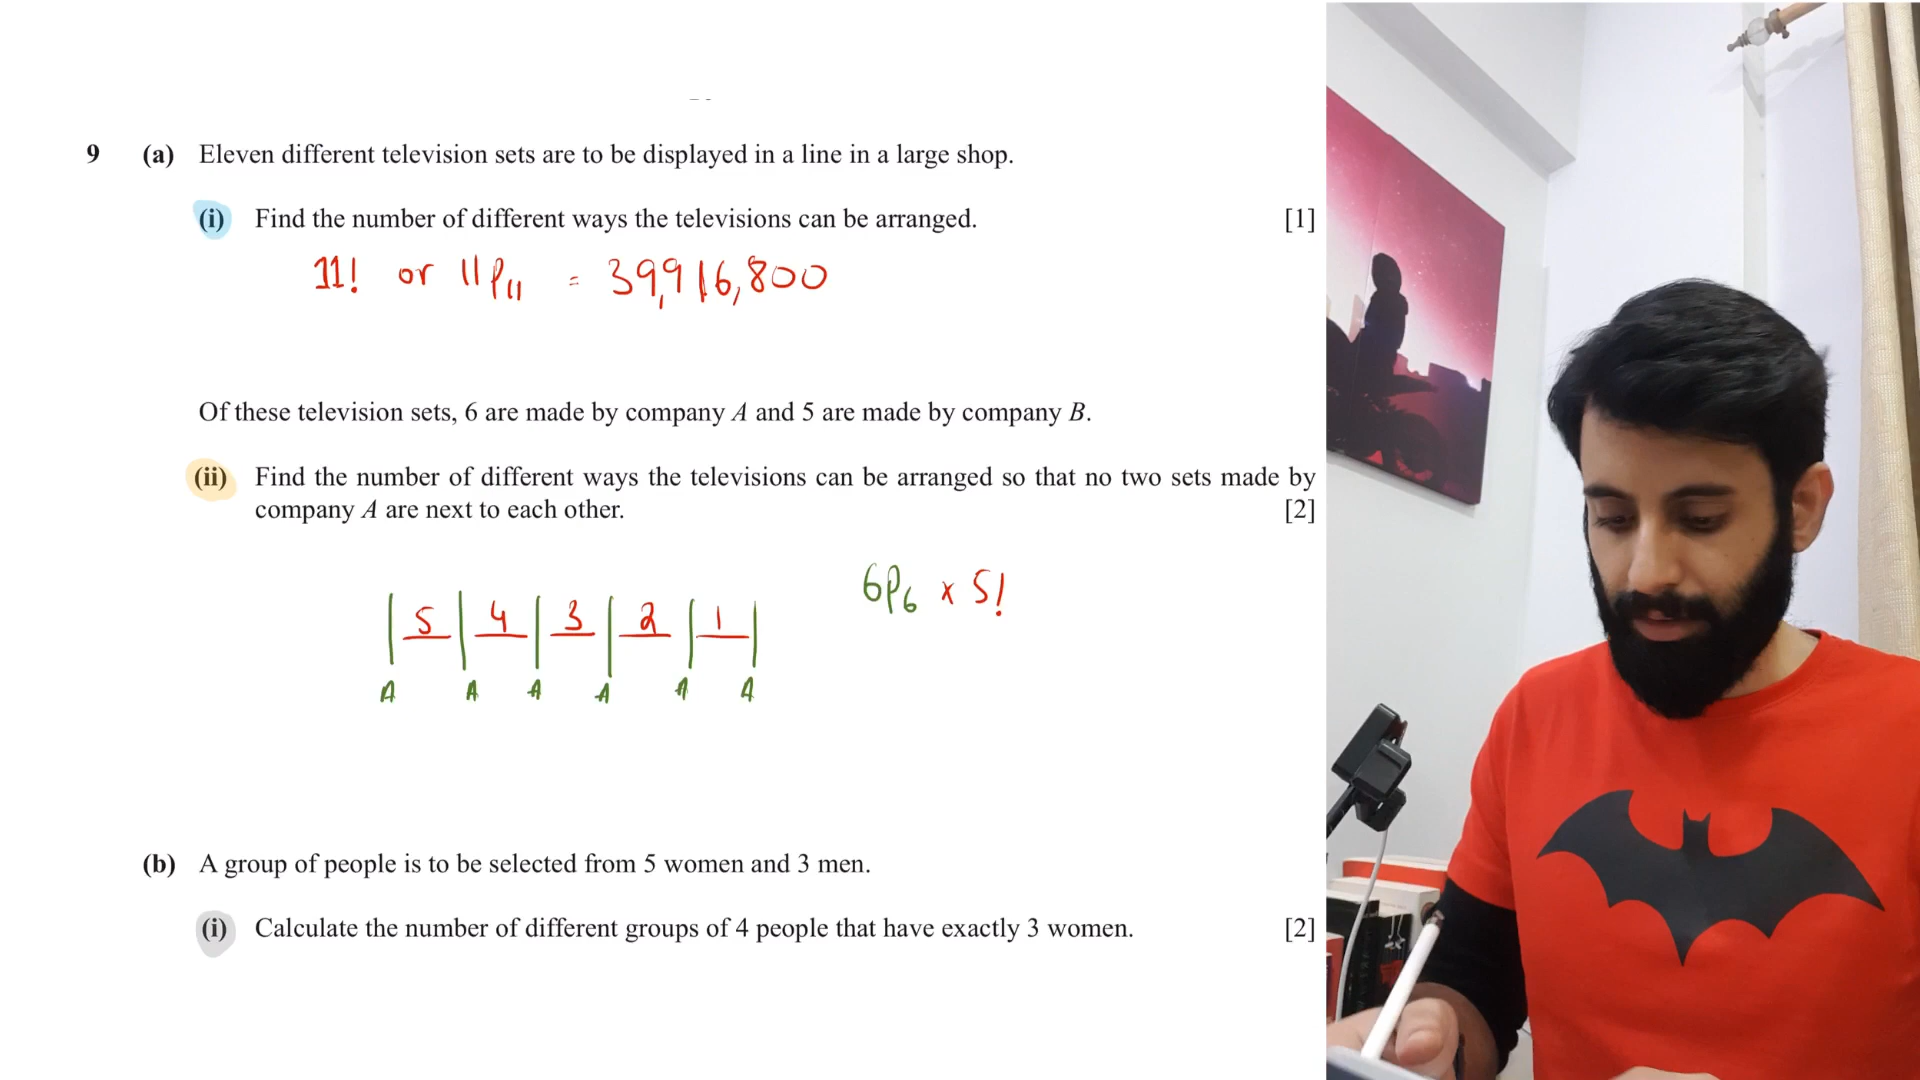 9 (a) Eleven different television sets are to be displayed in a line in a large shop.
(i) Find the number of different ways the televisions can be arranged. [1]
11! or 11P11 = 39,916,800
Of these television sets, 6 are made by company A and 5 are made by company B.
(ii) Find the number of different ways the televisions can be arranged so that no two sets made by
company A are next to each other. [2]
6P6 x 5!
5 4 3 2 1
A A A A A A
(b) A group of people is to be selected from 5 women and 3 men.
(i) Calculate the number of different groups of 4 people that have exactly 3 women. [2]